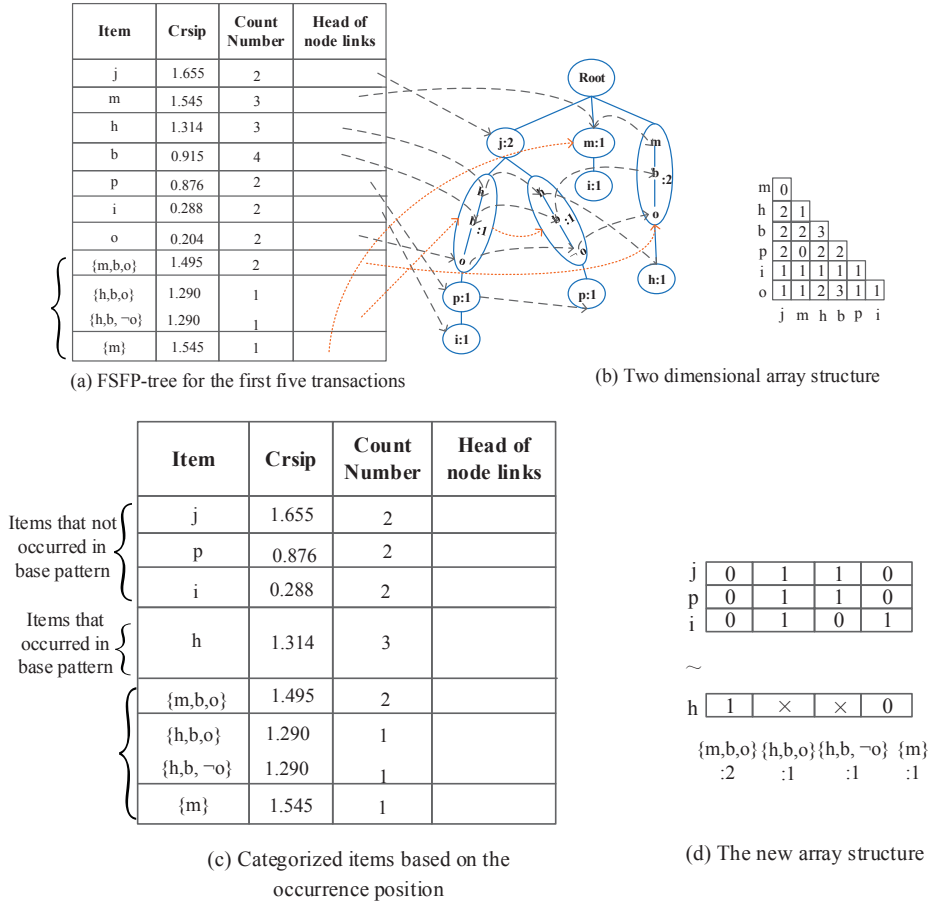 Item Crsip Count Number Head of node links
j 1.655 2
m 1.545 3
h 1.314 3
b 0.915 4
p 0.876 2
i 0.288 2
o 0.204 2
{m,b,o} 1.495 2
{h,b,o} 1.290 1
{h,b, ¬o} 1.290 1
{m} 1.545 1
Root
j:2
m:1
m
b :2
o
i:1
h
b :1
o
h
b :1
o
p:1
p:1
h:1
i:1
(a) FSFP-tree for the first five transactions
m 0
h 2 1
b 2 2 3
p 2 0 2 2
i 1 1 1 1 1
o 1 1 2 3 1 1
j m h b p i
(b) Two dimensional array structure
Item Crsip Count Number Head of node links
Items that not occurred in base pattern
j 1.655 2
p 0.876 2
i 0.288 2
Items that occurred in base pattern
h 1.314 3
{m,b,o} 1.495 2
{h,b,o} 1.290 1
{h,b, ¬o} 1.290 1
{m} 1.545 1
(c) Categorized items based on the
occurrence position
j 0 1 1 0
p 0 1 1 0
i 0 1 0 1
~
h 1 × × 0
{m,b,o} {h,b,o} {h,b, ¬o} {m}
:2 :1 :1 :1
(d) The new array structure